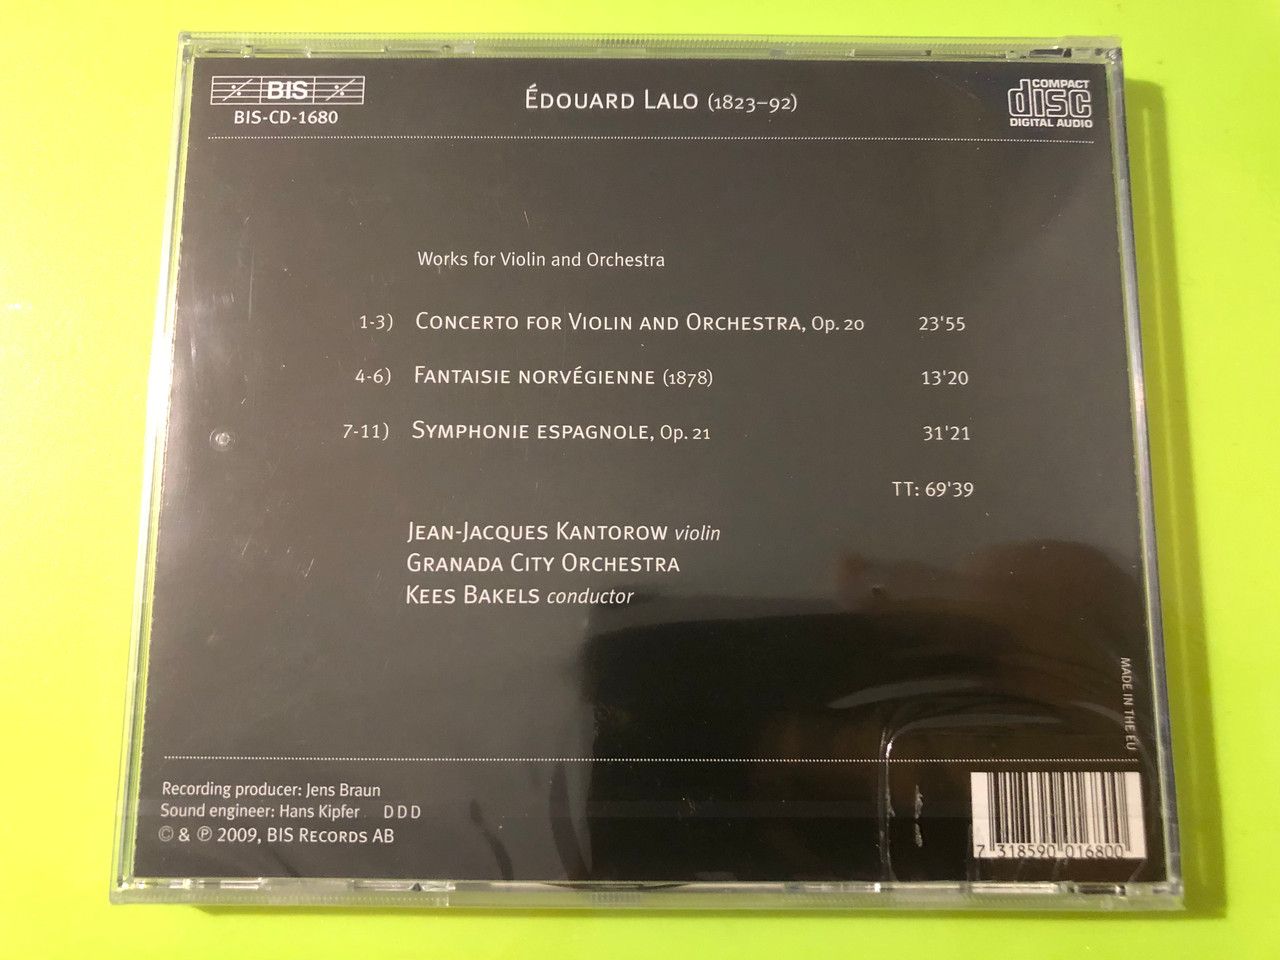 BIS
BIS-CD-1680
ÉDOUARD LALO (1823–92)
COMPACT
disc
DIGITAL AUDIO
Works for Violin and Orchestra
1-3) CONCERTO FOR VIOLIN AND ORCHESTRA, Op. 20 23'55
4-6) FANTAISIE NORVÉGIENNE (1878) 13'20
7-11) SYMPHONIE ESPAGNOLE, Op. 21 31'21
TT: 69'39
JEAN-JACQUES KANTOROW violin
GRANADA CITY ORCHESTRA
KEES BAKELS conductor
MADE IN THE EU
Recording producer: Jens Braun
Sound engineer: Hans Kipfer D D D
© & ℗ 2009, BIS RECORDS AB
7 318590 016800